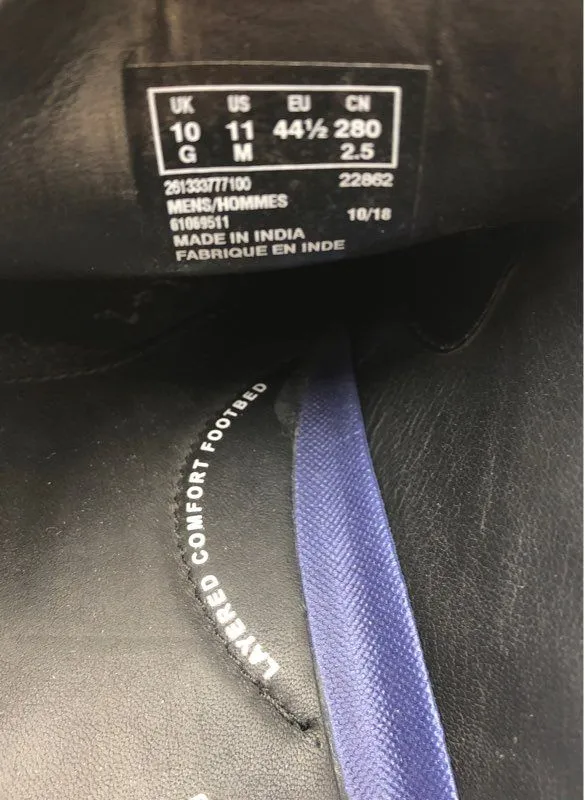 UK US EU CN
10 11 44½ 280
G M 2.5
261333777100 22862
MENS/HOMMES
61069511 10/18
MADE IN INDIA
FABRIQUE EN INDE
LAYERED COMFORT FOOTBED